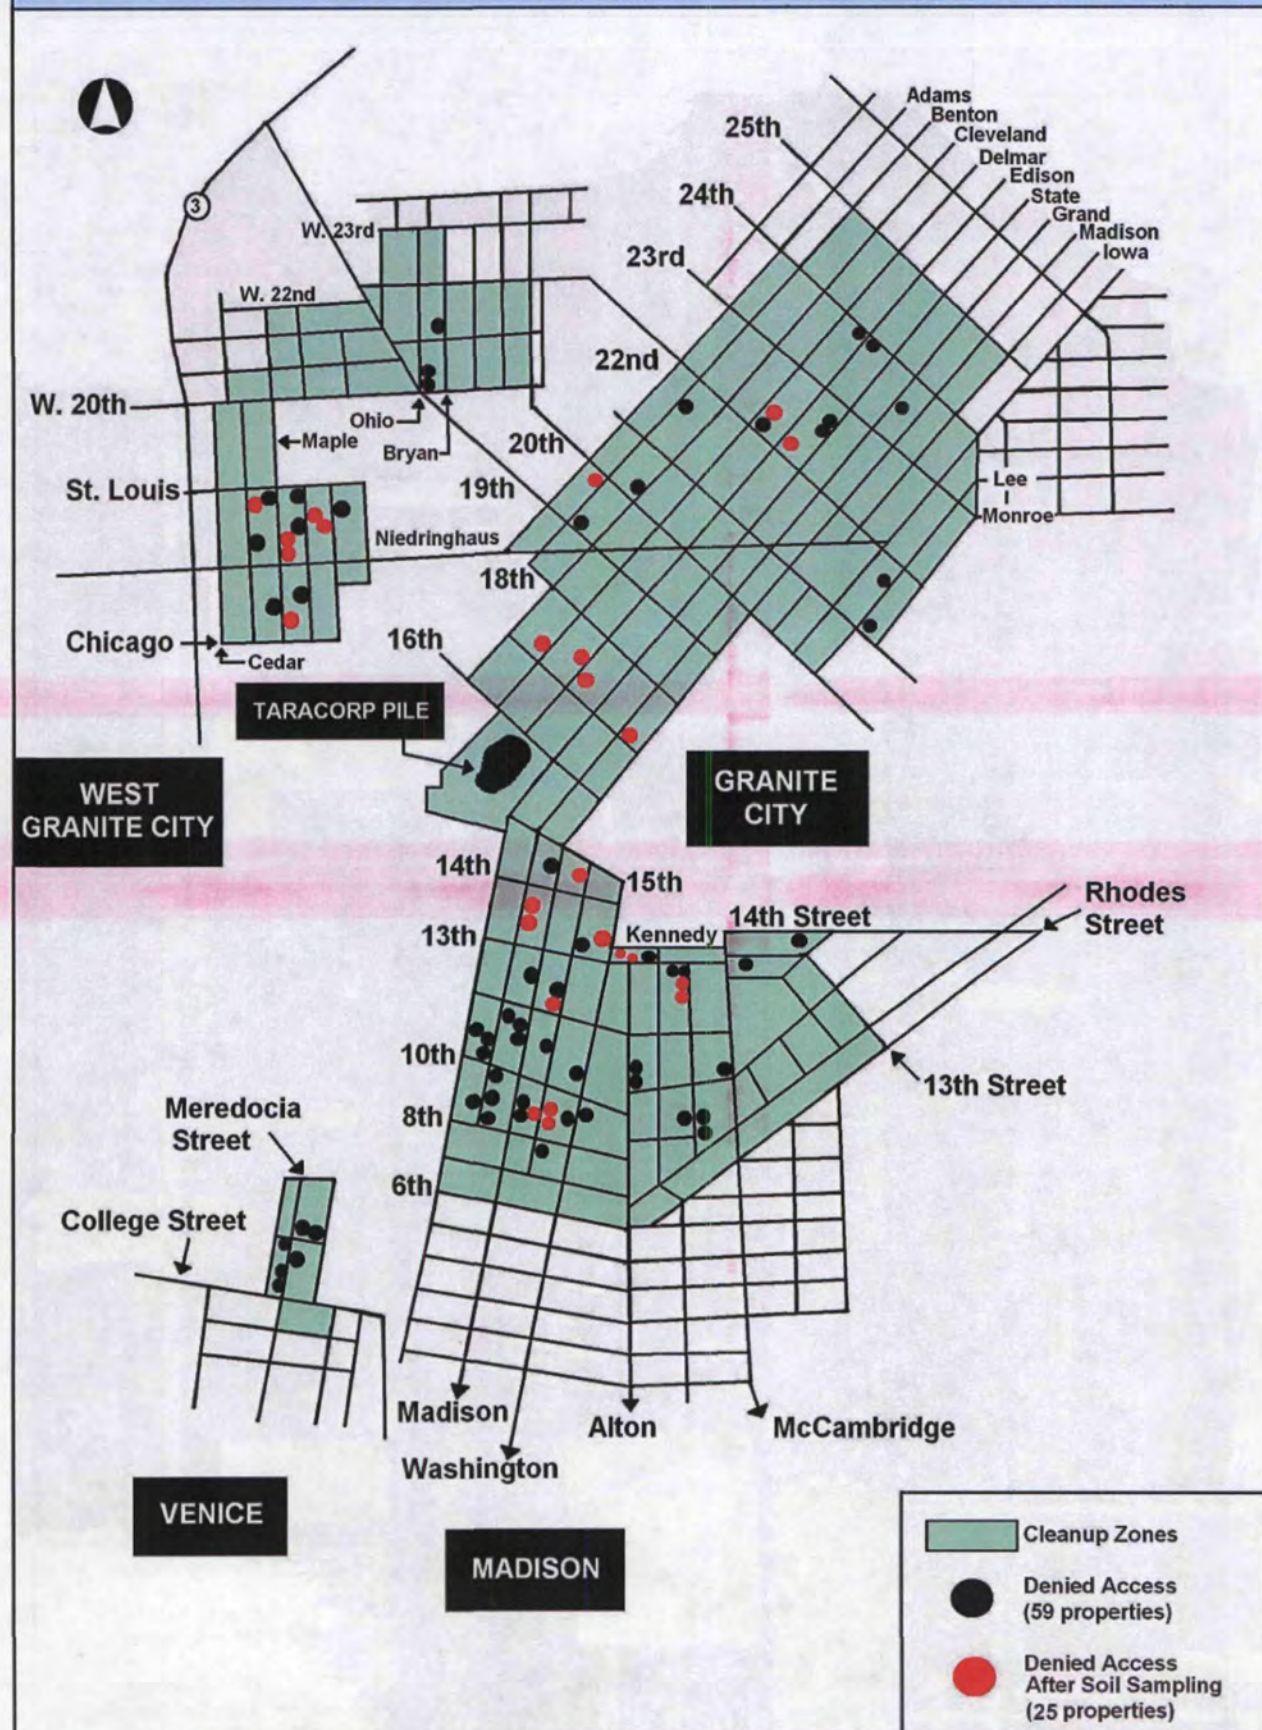 Adams
Benton
Cleveland
Delmar
Edison
State
Grand
Madison
Iowa
25th
24th
23rd
22nd
3
W. 23rd
W. 22nd
W. 20th
Ohio
Maple
Bryan
20th
19th
St. Louis
Niedringhaus
18th
Lee
Monroe
Chicago
Cedar
16th
TARACORP PILE
WEST
GRANITE CITY
GRANITE
CITY
14th
15th
13th
Kennedy
14th Street
Rhodes
Street
10th
13th Street
8th
6th
Meredocia
Street
College Street
Madison
Washington
Alton
McCambridge
VENICE
MADISON
Cleanup Zones
Denied Access
(59 properties)
Denied Access
After Soil Sampling
(25 properties)